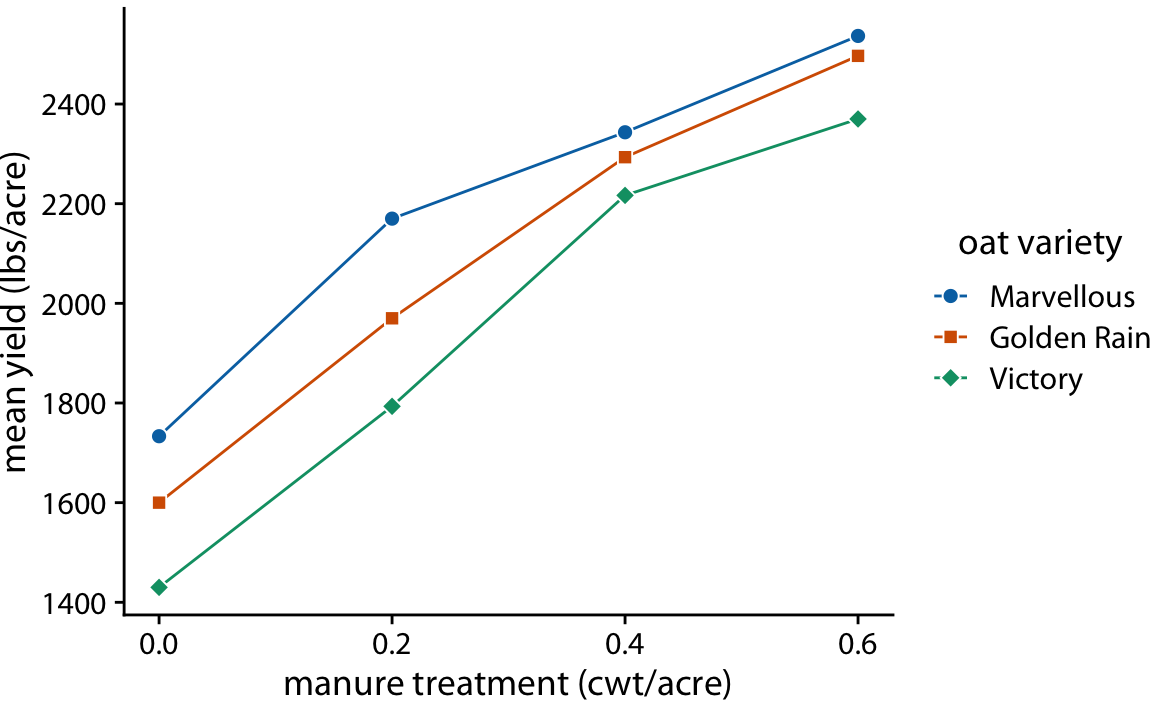 mean yield (lbs/acre)
2400
2200
2000
1800
1600
1400
0.0 0.2 0.4 0.6
manure treatment (cwt/acre)
oat variety
Marvellous
Golden Rain
Victory